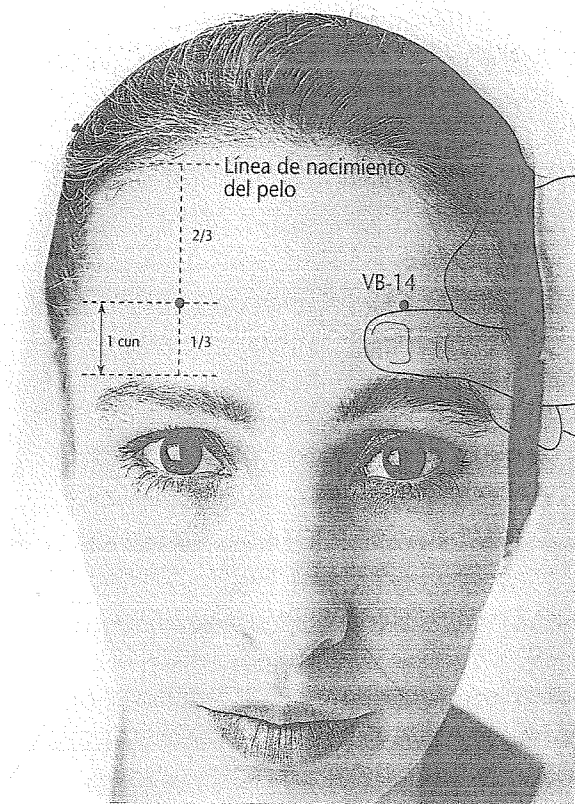 Línea de nacimiento
del pelo
2/3
VB-14
1 cun
1/3